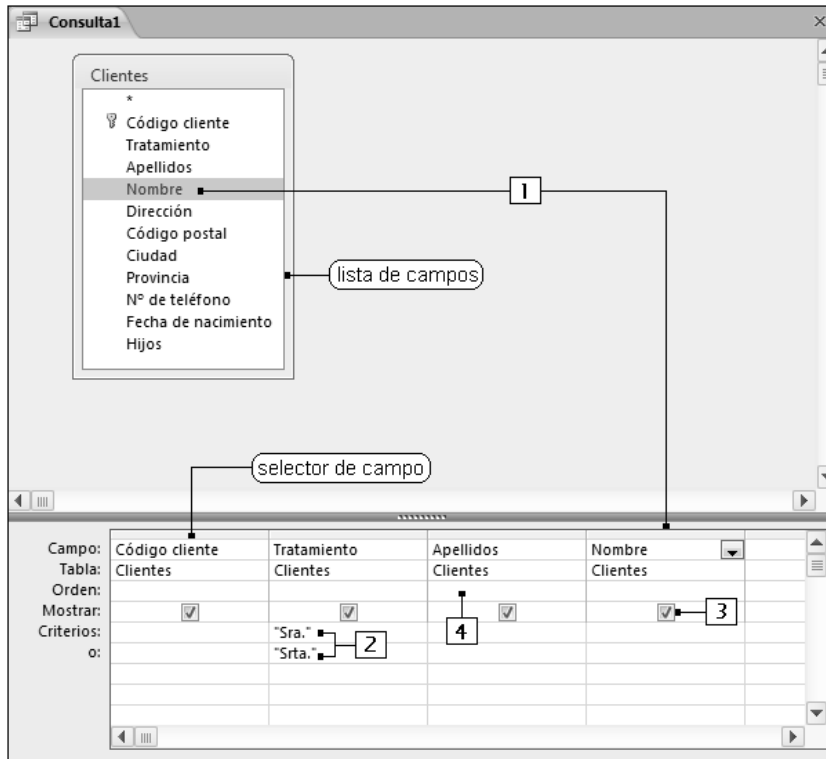 Consulta1
Clientes
*
Código cliente
Tratamiento
Apellidos
Nombre
1
Dirección
Código postal
Ciudad
Provincia
lista de campos
Nº de teléfono
Fecha de nacimiento
Hijos
selector de campo
Campo: Código cliente Tratamiento Apellidos Nombre
Tabla: Clientes Clientes Clientes Clientes
Orden:
Mostrar: 3
Criterios: "Sra." 2 4
o: "Srta."